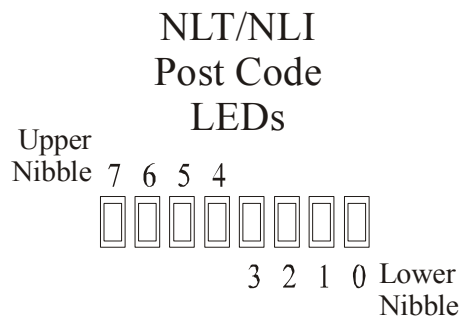 NLT/NLI
Post Code
LEDs
Upper
Nibble 7 6 5 4
3 2 1 0 Lower
Nibble